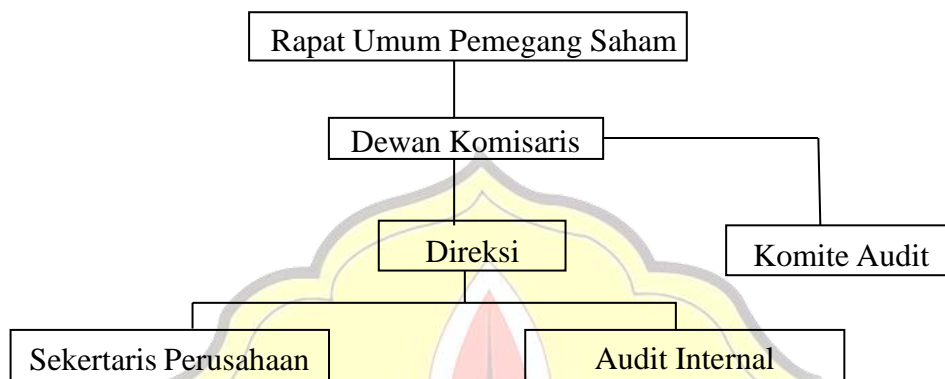 Rapat Umum Pemegang Saham
Dewan Komisaris
Direksi
Komite Audit
Sekertaris Perusahaan
Audit Internal